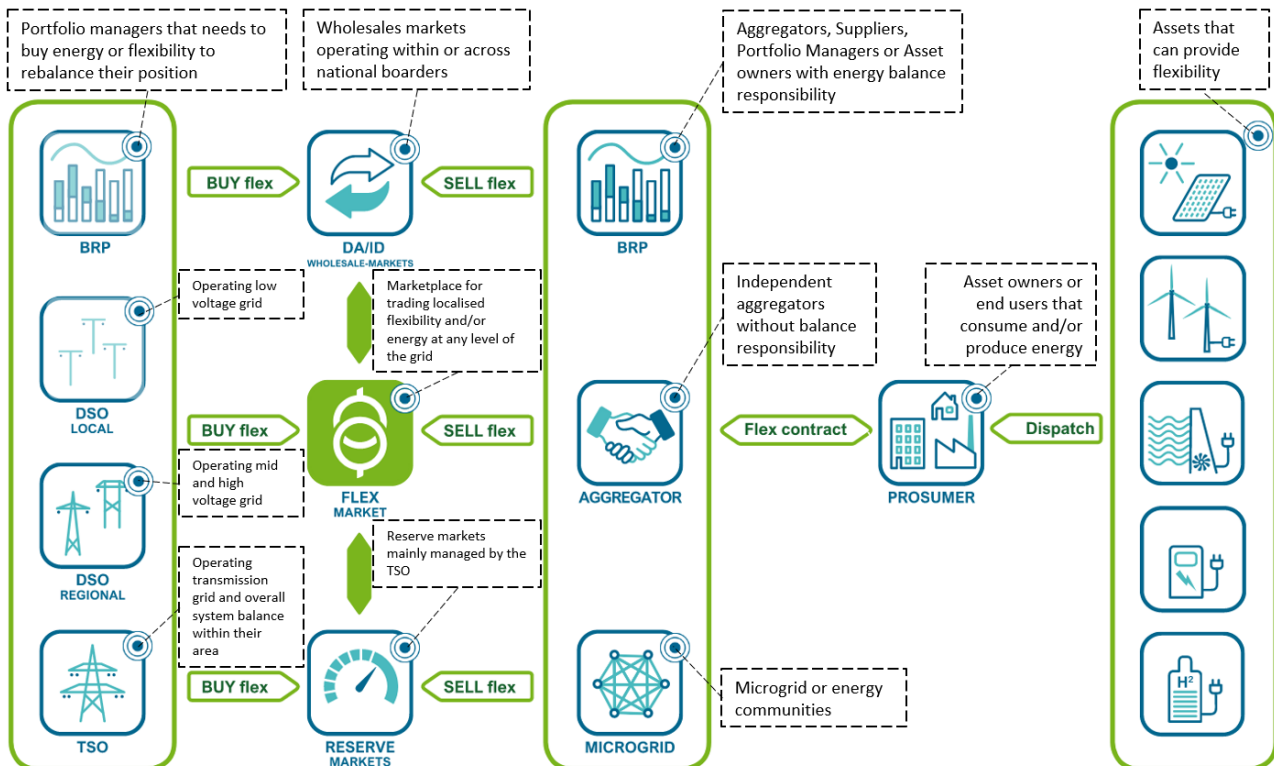 Portfolio managers that needs to
buy energy or flexibility to
rebalance their position
Wholesales markets
operating within or across
national boarders
Aggregators, Suppliers,
Portfolio Managers or Asset
owners with energy balance
responsibility
Assets that
can provide
flexibility
BRP
BUY flex
DA/ID
WHOLESALE-MARKETS
SELL flex
BRP
Operating low
voltage grid
Marketplace for
trading localised
flexibility and/or
energy at any level of
the grid
Independent
aggregators
without balance
responsibility
Asset owners or
end users that
consume and/or
produce energy
DSO
LOCAL
BUY flex
SELL flex
Flex contract
Dispatch
Operating mid
and high
voltage grid
FLEX
MARKET
AGGREGATOR
PROSUMER
DSO
REGIONAL
Operating
transmission
grid and overall
system balance
within their
area
Reserve markets
mainly managed by the
TSO
TSO
BUY flex
RESERVE
MARKETS
SELL flex
MICROGRID
Microgrid or energy
communities
H²